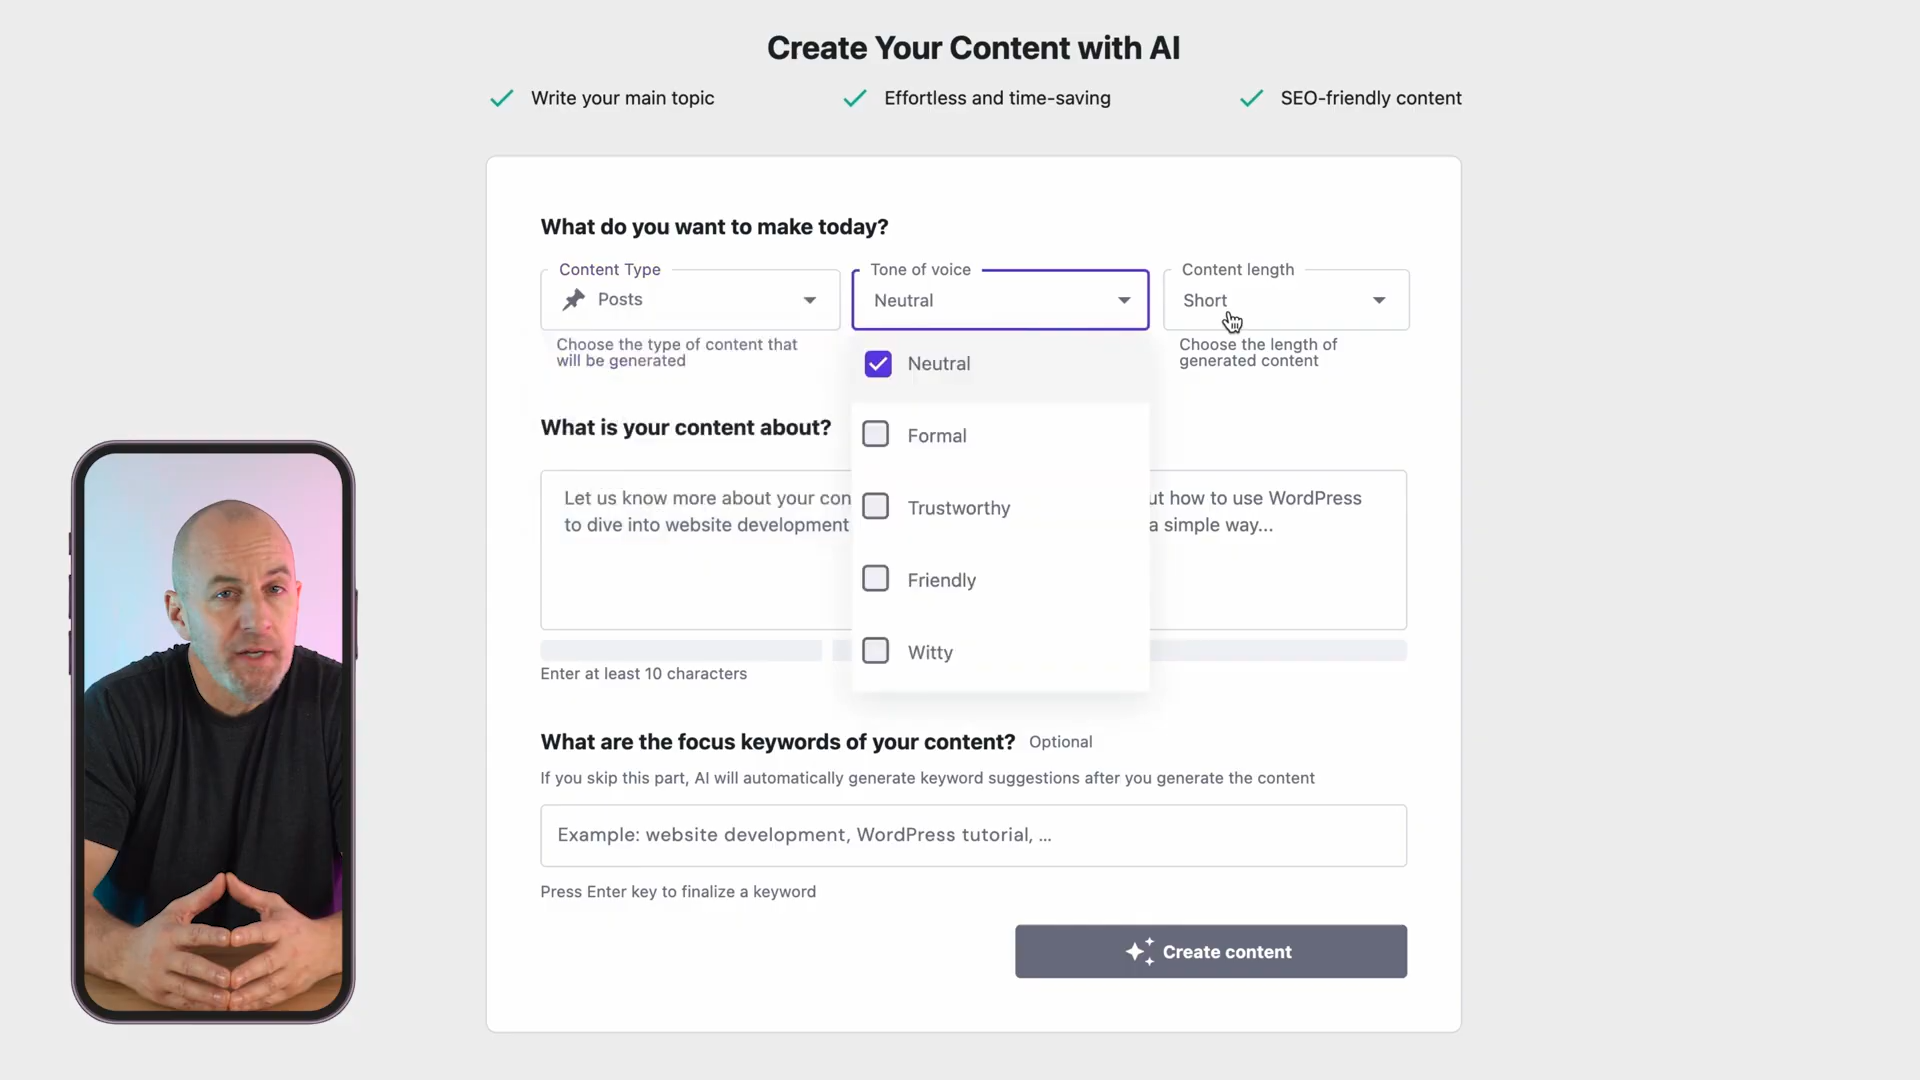 Create Your Content with AI
Write your main topic
Effortless and time-saving
SEO-friendly content
What do you want to make today?
Content Type
Posts
Choose the type of content that
will be generated
Tone of voice
Neutral
Content length
Short
Choose the length of
generated content
Neutral
Formal
Trustworthy
Friendly
Witty
What is your content about?
Let us know more about your con ut how to use WordPress
to dive into website development a simple way...
Enter at least 10 characters
What are the focus keywords of your content? Optional
If you skip this part, AI will automatically generate keyword suggestions after you generate the content
Example: website development, WordPress tutorial, ...
Press Enter key to finalize a keyword
Create content